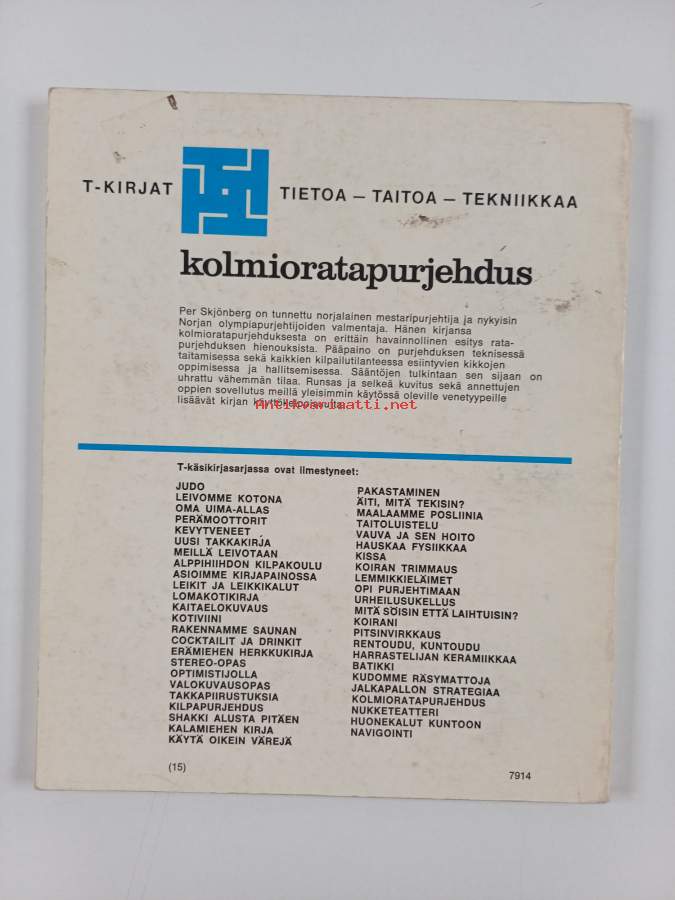 T-KIRJAT TIETOA — TAITOA — TEKNIIKKAA
kolmioratapurjehdus
Per Skjönberg on tunnettu norjalainen mestaripurjehtija ja nykyisin
Norjan olympiapurjehtijoiden valmentaja. Hänen kirjansa
kolmioratapurjehduksesta on erittäin havainnollinen esitys rata-
purjehduksen hienouksista. Pääpaino on purjehduksen teknisessä
taitamisessa sekä kaikkien kilpailutilanteessa esiintyvien kikkojen
oppimisessa ja hallitsemisessa. Sääntöjen tulkintaan sen sijaan on
uhrattu vähemmän tilaa. Runsas ja selkeä kuvitus sekä annettujen
oppien sovellutus meillä yleisimmin käytössä oleville venetyypeille
lisäävät kirjan
Antikvariaatti.net
T-käsikirjasarjassa ovat ilmestyneet:
JUDO
LEIVOMME KOTONA
OMA UIMA-ALLAS
PERÄMOOTTORIT
KEVYTVENEET
UUSI TAKKAKIRJA
MEILLÄ LEIVOTAAN
ALPPIHIIHDON KILPAKOULU
ASIOIMME KIRJAPAINOSSA
LEIKIT JA LEIKKIKALUT
LOMAKOTIKIRJA
KAITAELOKUVAUS
KOTIVIINI
RAKENNAMME SAUNAN
COCKTAILIT JA DRINKIT
ERÄMIEHEN HERKKUKIRJA
STEREO-OPAS
OPTIMISTIJOLLA
VALOKUVAUSOPAS
TAKKAPIIRUSTUKSIA
KILPAPURJEHDUS
SHAKKI ALUSTA PITÄEN
KALAMIEHEN KIRJA
KÄYTÄ OIKEIN VÄREJÄ
PAKASTAMINEN
ÄITI, MITÄ TEKISIN?
MAALAAMME POSLIINIA
TAITOLUISTELU
VAUVA JA SEN HOITO
HAUSKAA FYSIIKKAA
KISSA
KOIRAN TRIMMAUS
LEMMIKKIELÄIMET
OPI PURJEHTIMAAN
URHEILUSUKELLUS
MITÄ SÖISIN ETTÄ LAIHTUISIN?
KOIRANI
PITSINVIRKKAUS
RENTOUDU, KUNTOUDU
HARRASTELIJAN KERAMIIKKAA
BATIKKI
KUDOMME RÄSYMATTOJA
JALKAPALLON STRATEGIAA
KOLMIORATAPURJEHDUS
NUKKETEATTERI
HUONEKALUT KUNTOON
NAVIGOINTI
(15) 7914